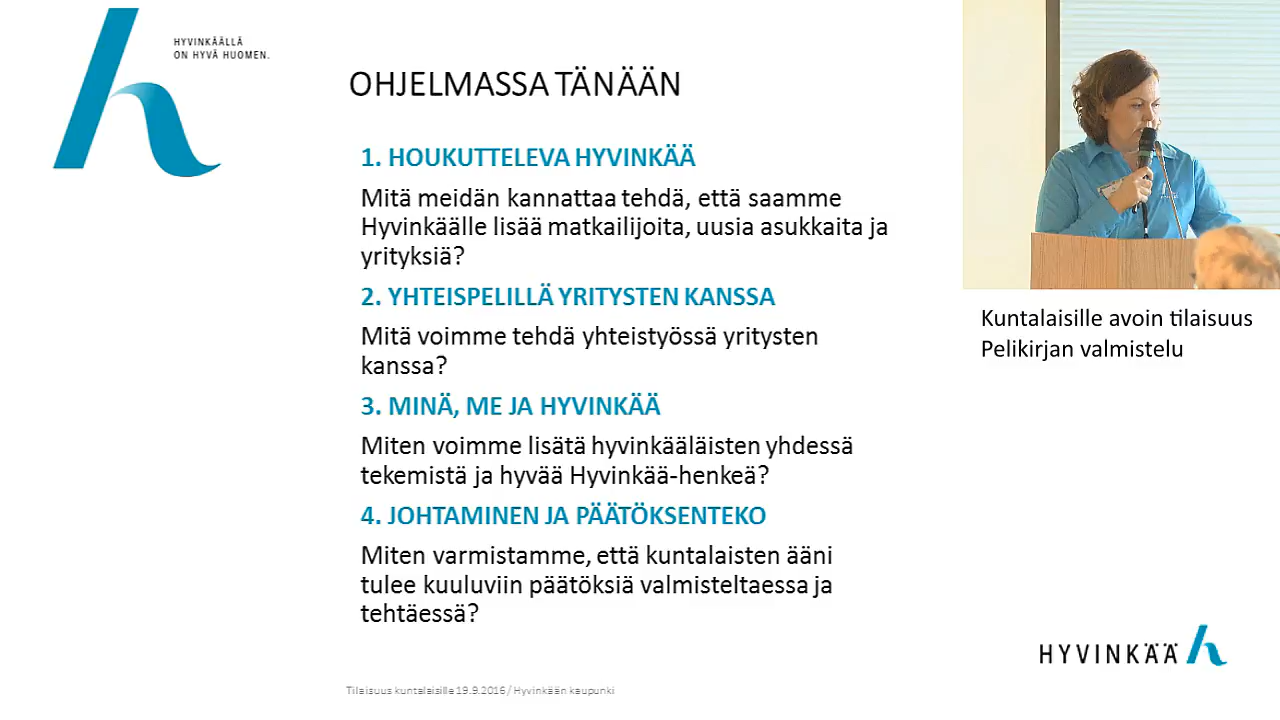 HYVINKÄÄLLÄ
ON HYVÄ HUOMEN.
OHJELMASSA TÄNÄÄN
1. HOUKUTTELEVA HYVINKÄÄ
Mitä meidän kannattaa tehdä, että saamme
Hyvinkäälle lisää matkailijoita, uusia asukkaita ja
yrityksiä?
2. YHTEISPELILLÄ YRITYSTEN KANSSA
Mitä voimme tehdä yhteistyössä yritysten
kanssa?
3. MINÄ, ME JA HYVINKÄÄ
Miten voimme lisätä hyvinkääläisten yhdessä
tekemistä ja hyvää Hyvinkää-henkeä?
4. JOHTAMINEN JA PÄÄTÖKSENTEKO
Miten varmistamme, että kuntalaisten ääni
tulee kuuluviin päätöksiä valmisteltaessa ja
tehtäessä?
Tilaisuus kuntalaisille 19.9.2016 / Hyvinkään kaupunki
Kuntalaisille avoin tilaisuus
Pelikirjan valmistelu
HYVINKÄÄ h